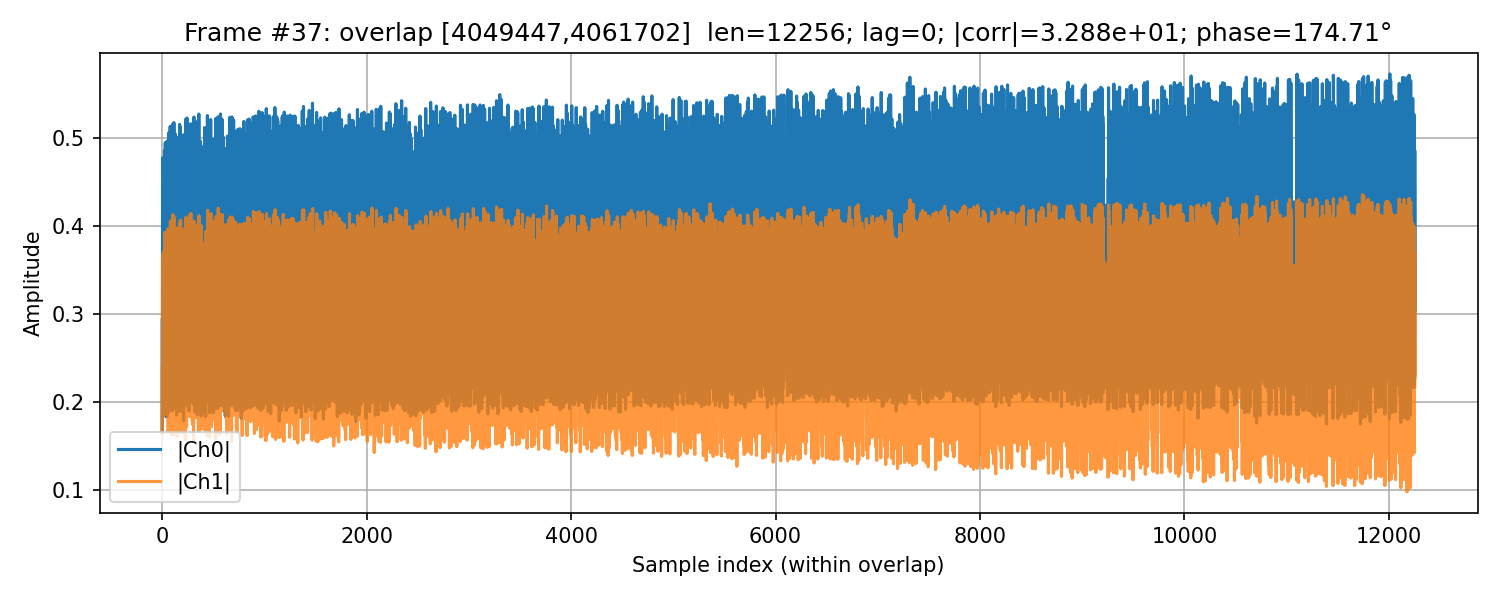 Frame #37: overlap [4049447,4061702]  len=12256; lag=0; |corr|=3.288e+01; phase=174.71°
Amplitude
0.5
0.4
0.3
0.2
0.1
|Ch0|
|Ch1|
0 2000 4000 6000 8000 10000 12000
Sample index (within overlap)